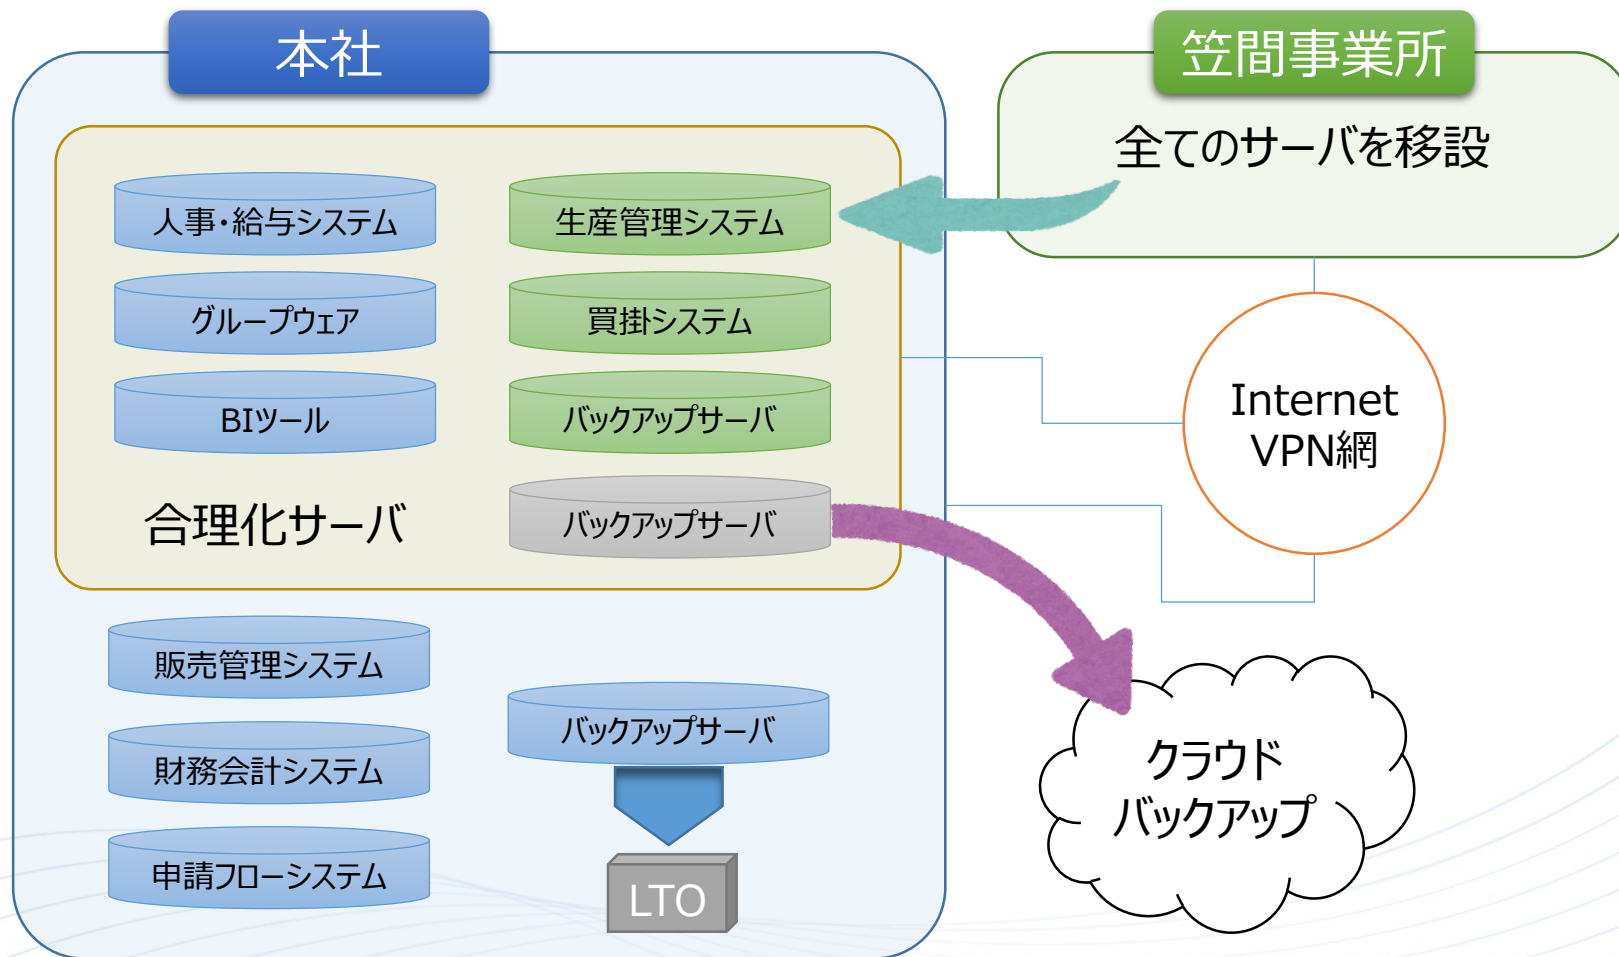 本社
笠間事業所
全てのサーバを移設
人事・給与システム
生産管理システム
グループウェア
買掛システム
BIツール
バックアップサーバ
合理化サーバ
バックアップサーバ
Internet
VPN網
販売管理システム
バックアップサーバ
財務会計システム
申請フローシステム
LTO
クラウド
バックアップ